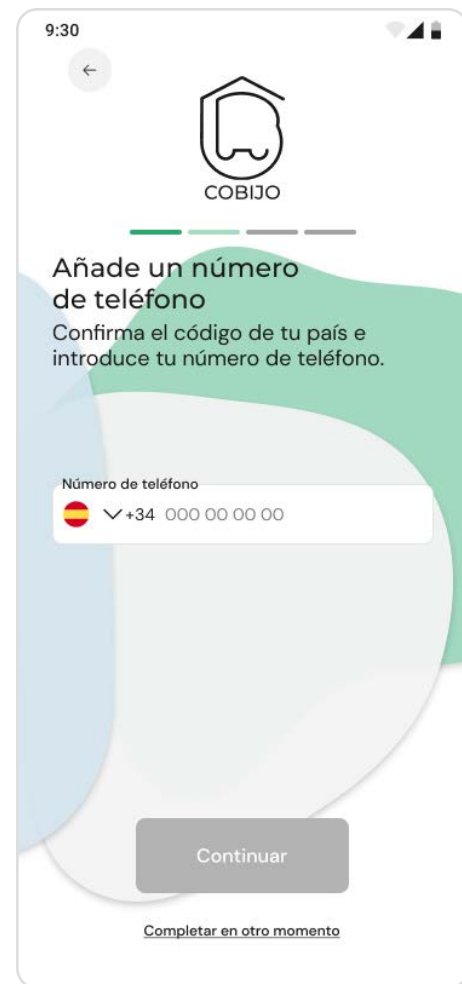 9:30
COBIJO
Añade un número
de teléfono
Confirma el código de tu país e
introduce tu número de teléfono.
Número de teléfono
+34 000 00 00 00
Continuar
Completar en otro momento